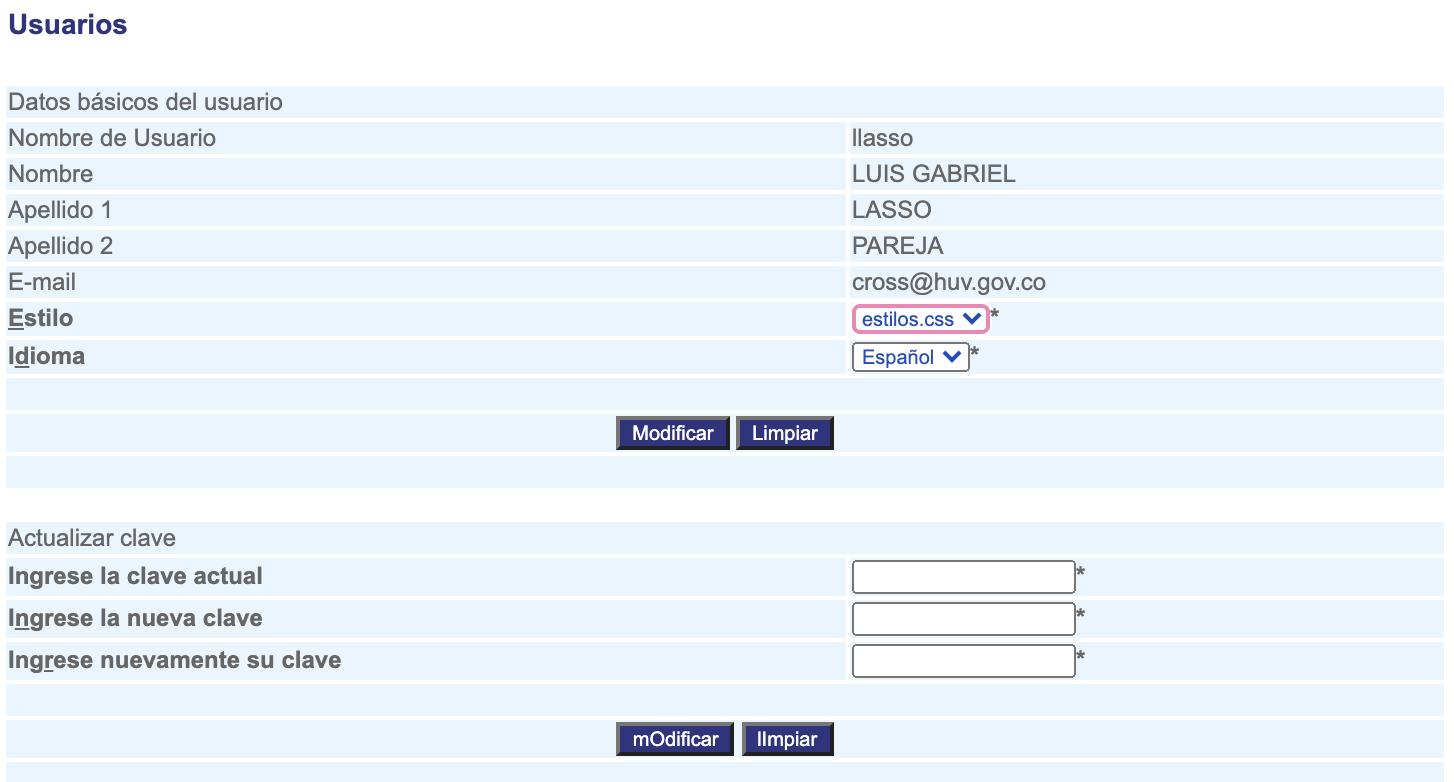 Usuarios
Datos básicos del usuario
Nombre de Usuario llasso
Nombre LUIS GABRIEL
Apellido 1 LASSO
Apellido 2 PAREJA
E-mail cross@huv.gov.co
Estilo estilos.css *
Idioma Español *
Modificar Limpiar
Actualizar clave
Ingrese la clave actual *
Ingrese la nueva clave *
Ingrese nuevamente su clave *
mOdificar lImpiar